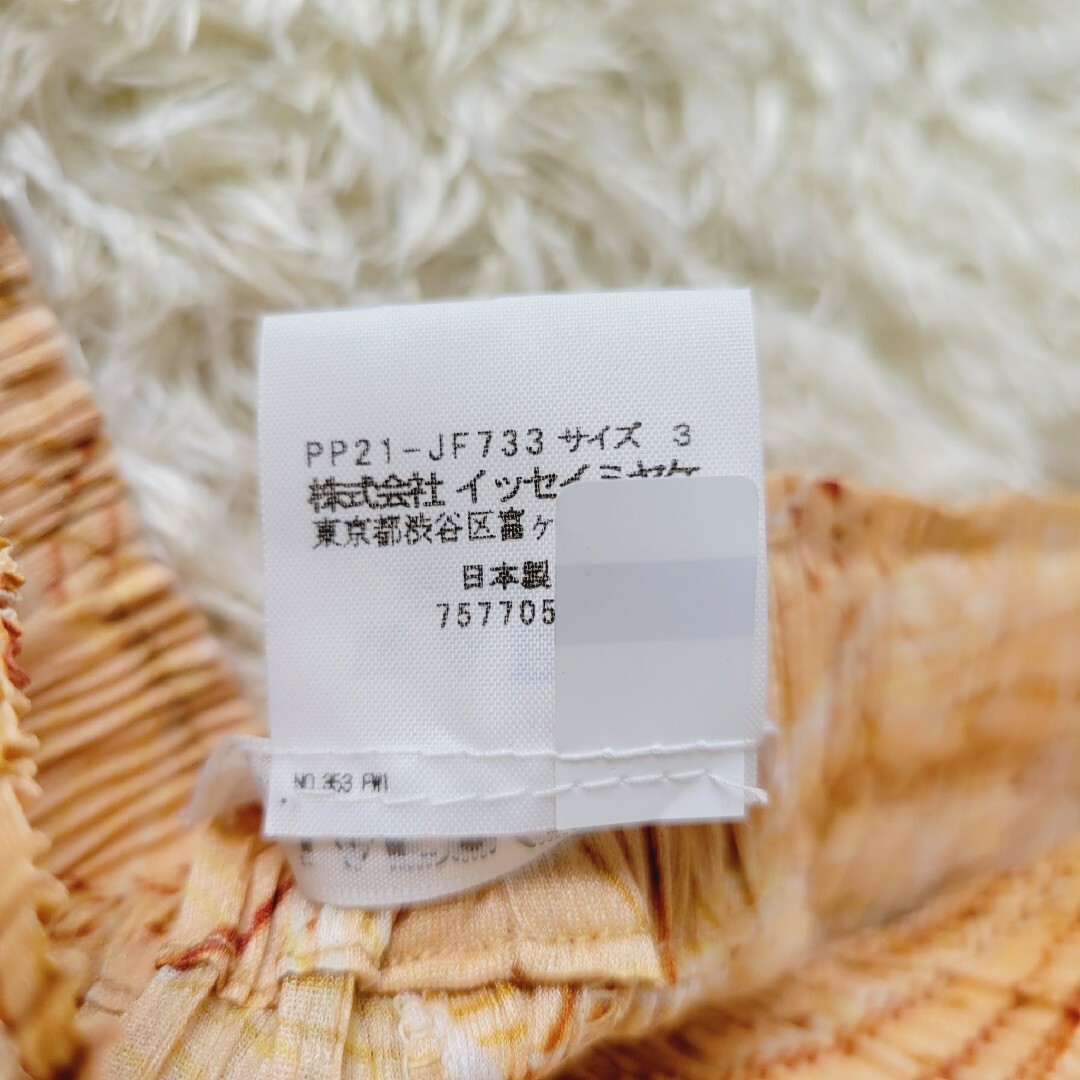 PP21-JF733 サイズ 3
株式会社 イッセイミヤケ
東京都渋谷区富ヶ
日本製
757705
NO.353 PW1